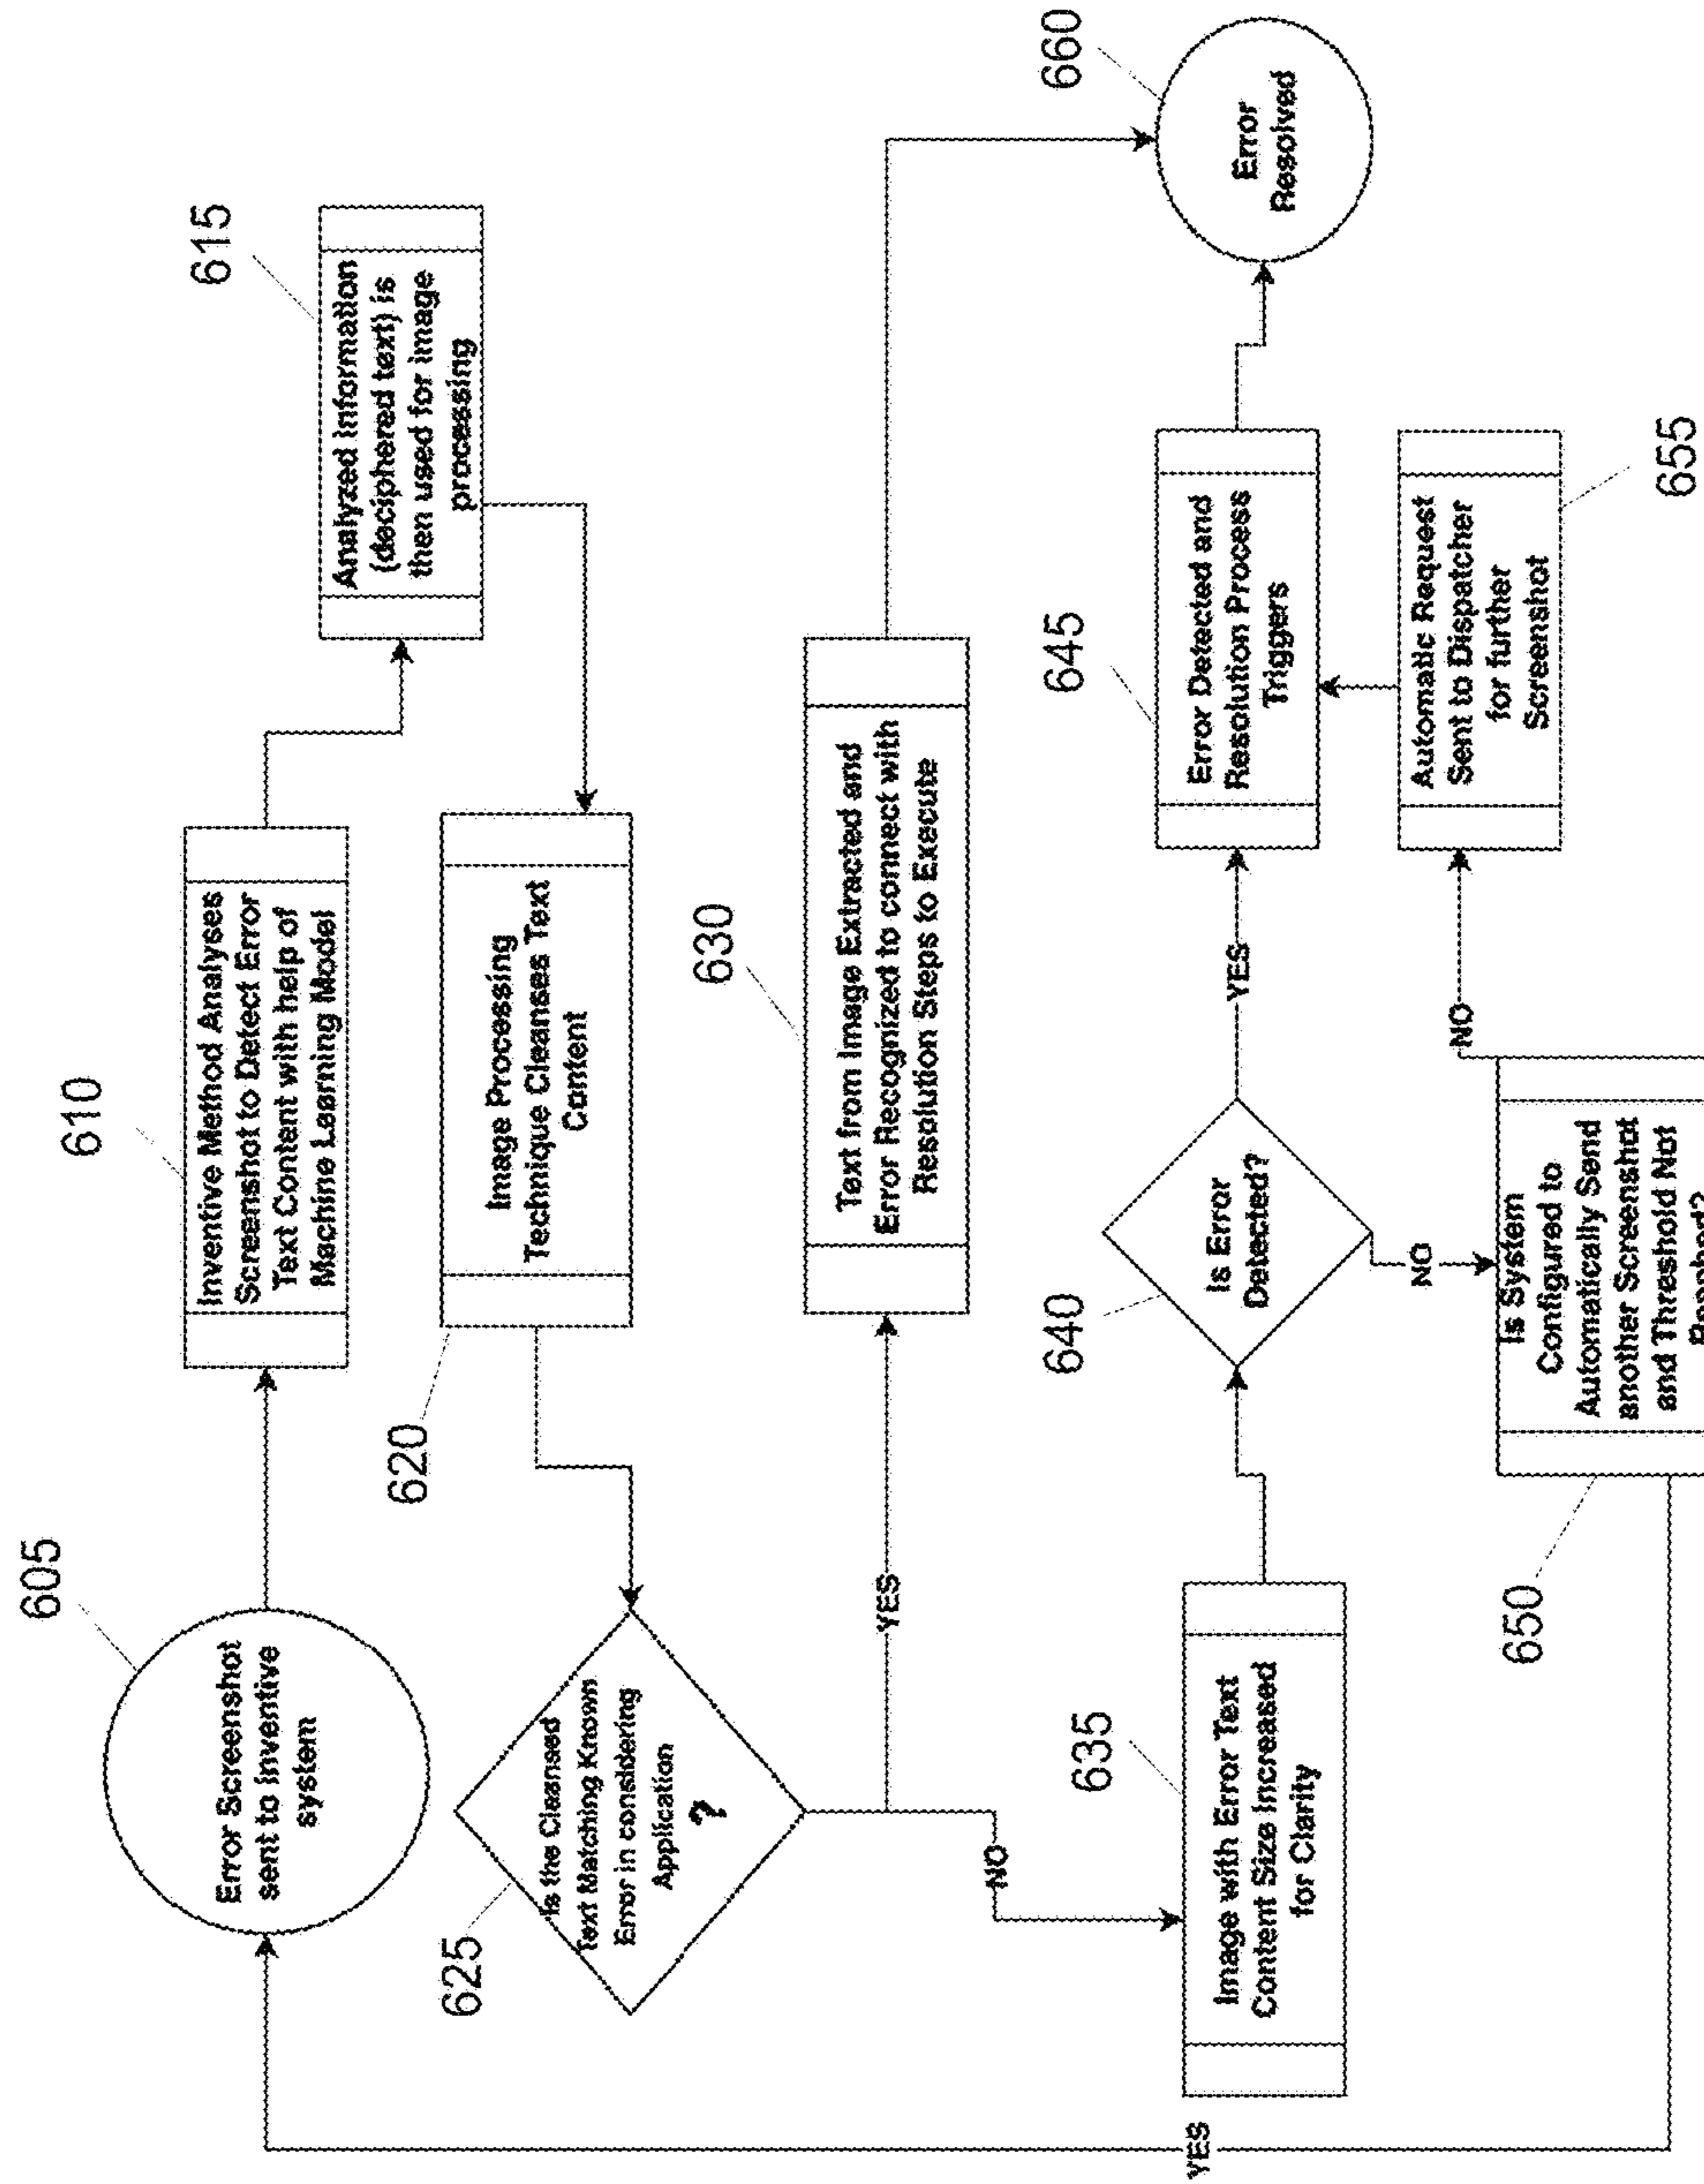 605
Error Screenshot
sent to Inventive
system
610
Inventive Method Analyses
Screenshot to Detect Error
Text Content with help of
Machine Learning Model
615
Analyzed Information
(deciphered text) is
then used for image
processing
620
Image Processing
Technique Cleanses Text
Content
625
Is the Cleansed
Text Matching Known
Error in considering
Application
?
YES
NO
630
Text from Image Extracted and
Error Recognized to connect with
Resolution Steps to Execute
635
Image with Error Text
Content Size Increased
for Clarity
640
Is Error
Detected?
YES
NO
645
Error Detected and
Resolution Process
Triggers
650
Is System
Configured to
Automatically Send
another Screenshot
and Threshold Not
YES
NO
655
Automatic Request
Sent to Dispatcher
for further
Screenshot
660
Error
Resolved